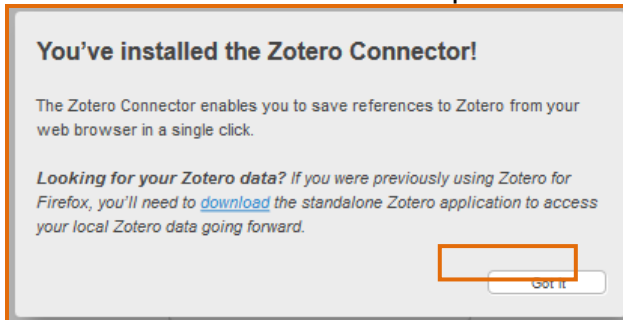 You've installed the Zotero Connector!
The Zotero Connector enables you to save references to Zotero from your
web browser in a single click.
Looking for your Zotero data? If you were previously using Zotero for
Firefox, you'll need to download the standalone Zotero application to access
your local Zotero data going forward.
Got it